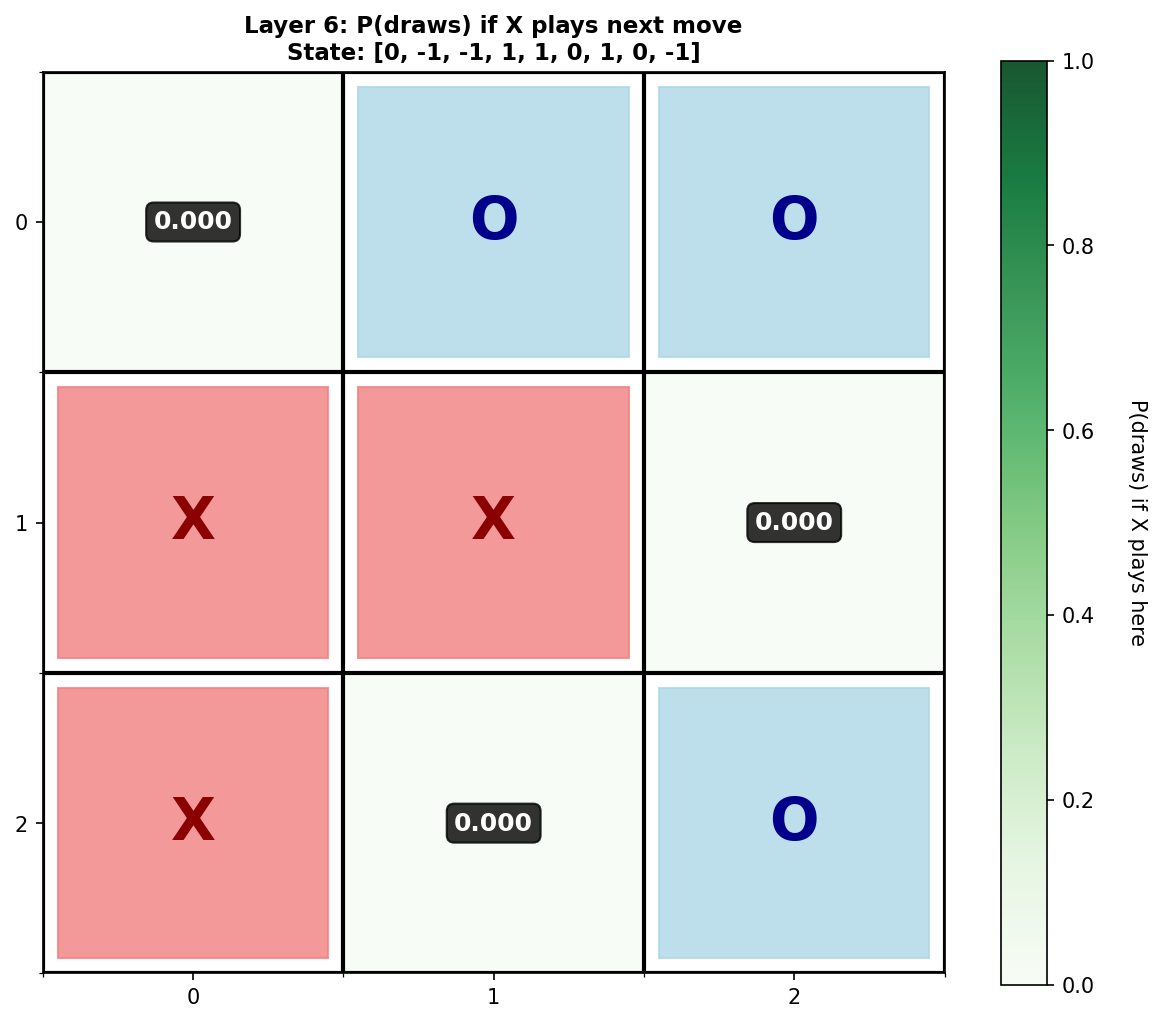 Layer 6: P(draws) if X plays next move
State: [0, -1, -1, 1, 1, 0, 1, 0, -1]
0
0.000
O
O
1
X
X
0.000
2
X
0.000
O
0
1
2
1.0
0.8
0.6
0.4
0.2
0.0
P(draws) if X plays here